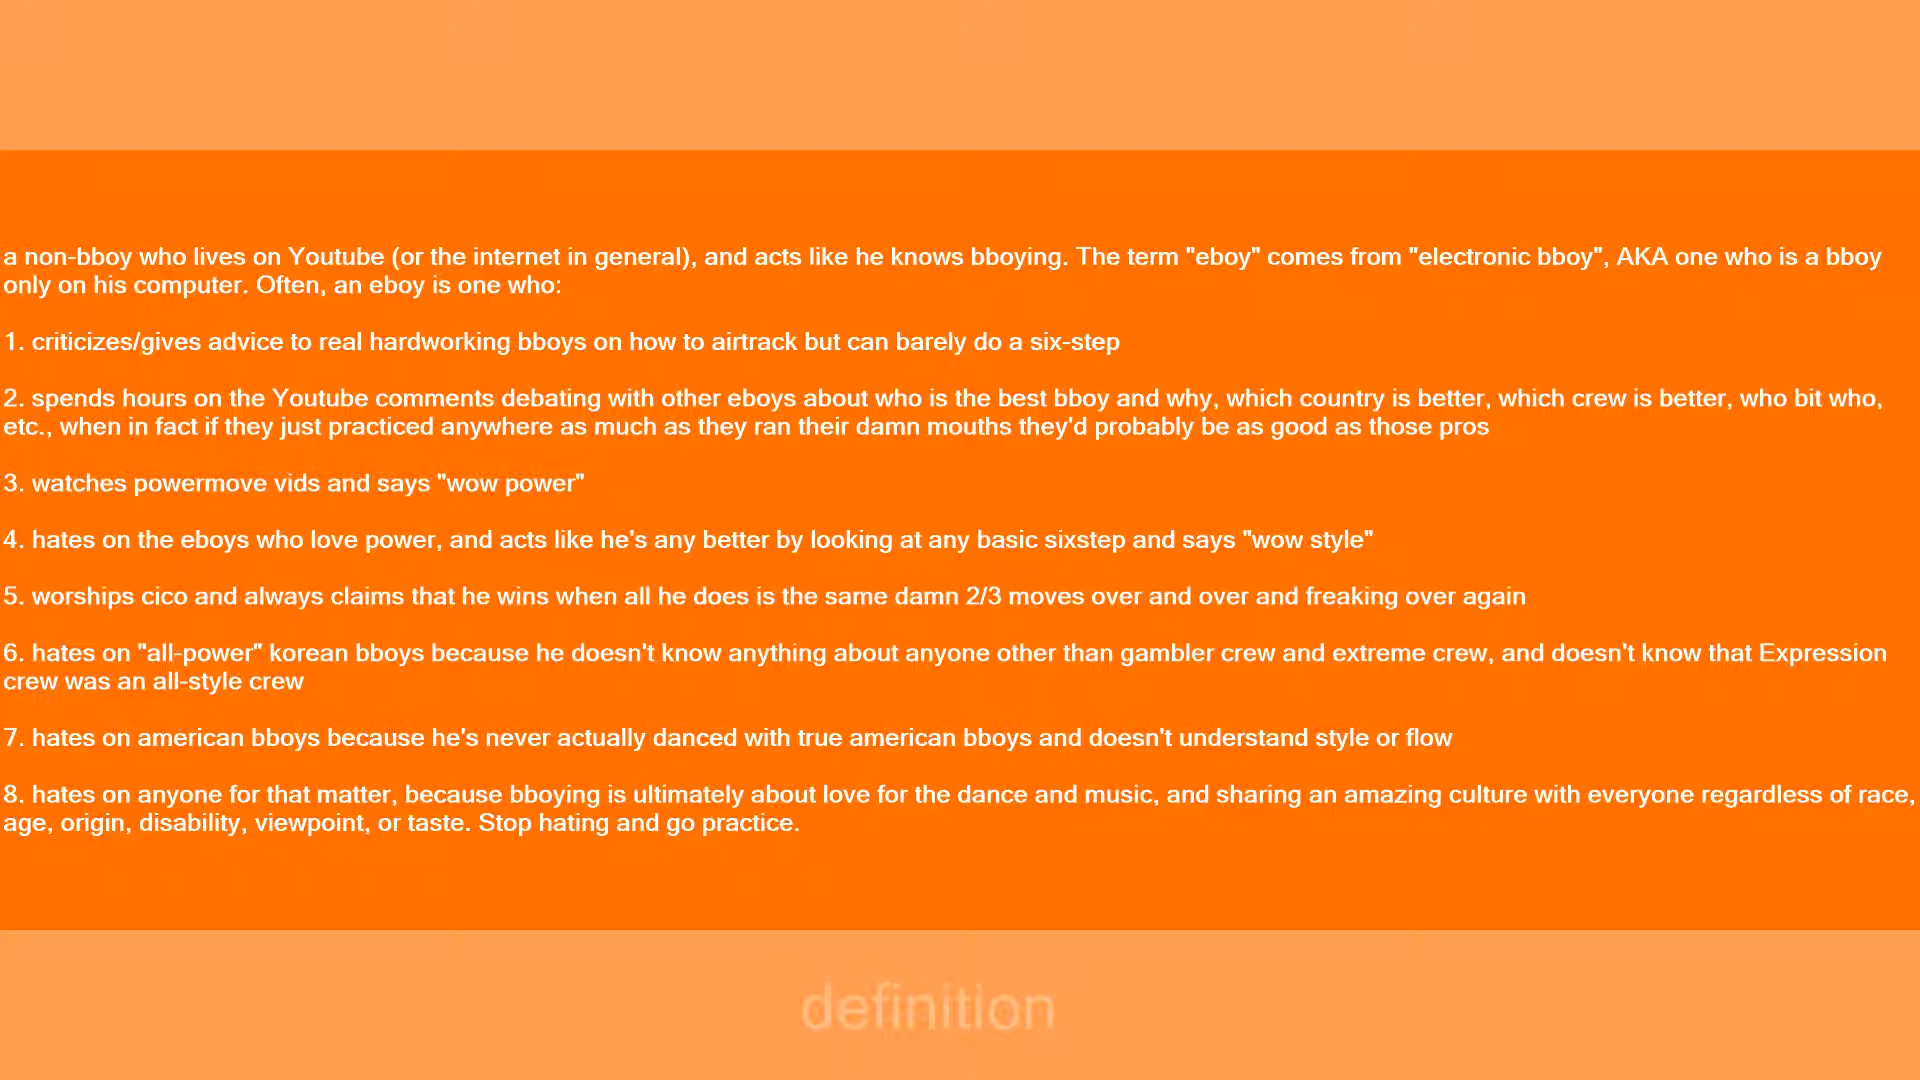 a non-bboy who lives on Youtube (or the internet in general), and acts like he knows bboying. The term "eboy" comes from "electronic bboy", AKA one who is a bboy
only on his computer. Often, an eboy is one who:
1. criticizes/gives advice to real hardworking bboys on how to airtrack but can barely do a six-step
2. spends hours on the Youtube comments debating with other eboys about who is the best bboy and why, which country is better, which crew is better, who bit who,
etc., when in fact if they just practiced anywhere as much as they ran their damn mouths they'd probably be as good as those pros
3. watches powermove vids and says "wow power"
4. hates on the eboys who love power, and acts like he's any better by looking at any basic sixstep and says "wow style"
5. worships cico and always claims that he wins when all he does is the same damn 2/3 moves over and over and freaking over again
6. hates on "all-power" korean bboys because he doesn't know anything about anyone other than gambler crew and extreme crew, and doesn't know that Expression
crew was an all-style crew
7. hates on american bboys because he's never actually danced with true american bboys and doesn't understand style or flow
8. hates on anyone for that matter, because bboying is ultimately about love for the dance and music, and sharing an amazing culture with everyone regardless of race,
age, origin, disability, viewpoint, or taste. Stop hating and go practice.
definition